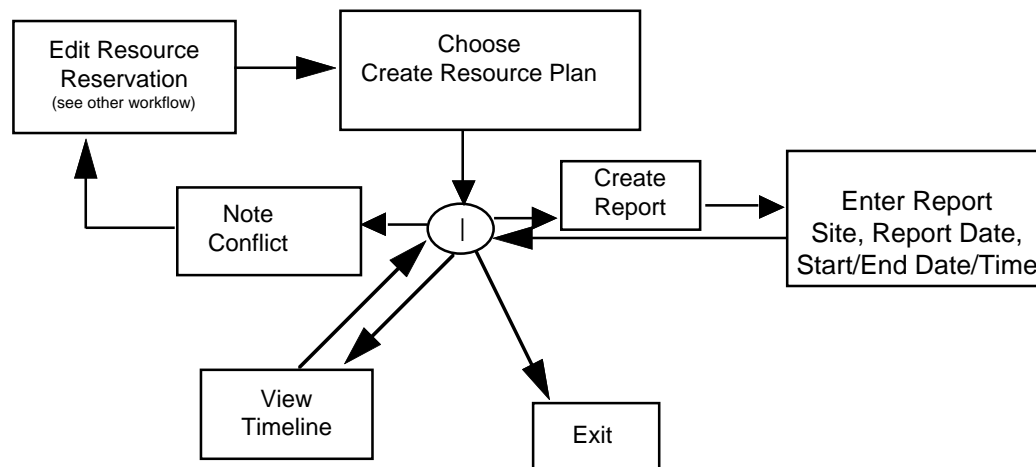 Edit Resource
Reservation
(see other workflow)
Choose
Create Resource Plan
Note
Conflict
|
Create
Report
Enter Report
Site, Report Date,
Start/End Date/Time
View
Timeline
Exit